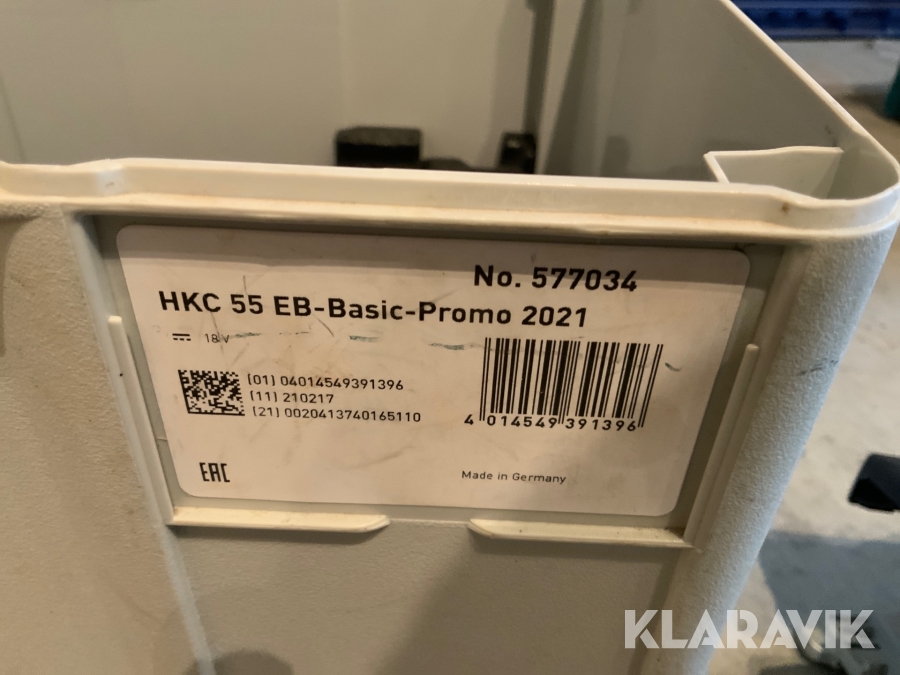 No. 577034
HKC 55 EB-Basic-Promo 2021
18 V
(01) 04014549391396
(11) 210217
(21) 0020413740165110
4 014549 391396
EAC
Made in Germany
KLARAVIK